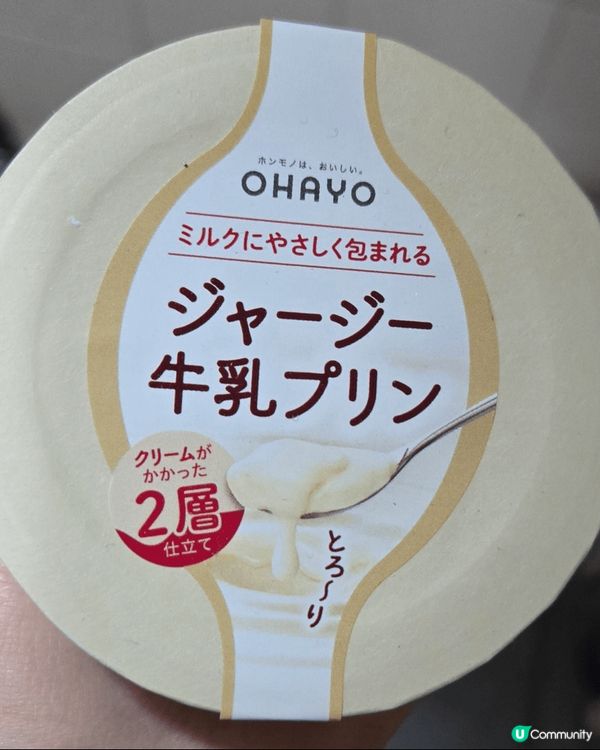 ホンモノは、おいしい。
OHAYO
ミルクにやさしく包まれる
ジャージー
牛乳プリン
クリームが
かかった
2層
仕立て
とろ〜り
U Community